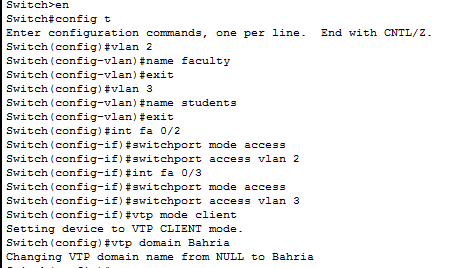 Switch>en
Switch#config t
Enter configuration commands, one per line.  End with CNTL/Z.
Switch(config)#vlan 2
Switch(config-vlan)#name faculty
Switch(config-vlan)#exit
Switch(config)#vlan 3
Switch(config-vlan)#name students
Switch(config-vlan)#exit
Switch(config)#int fa 0/2
Switch(config-if)#switchport mode access
Switch(config-if)#switchport access vlan 2
Switch(config-if)#int fa 0/3
Switch(config-if)#switchport mode access
Switch(config-if)#switchport access vlan 3
Switch(config-if)#vtp mode client
Setting device to VTP CLIENT mode.
Switch(config)#vtp domain Bahria
Changing VTP domain name from NULL to Bahria